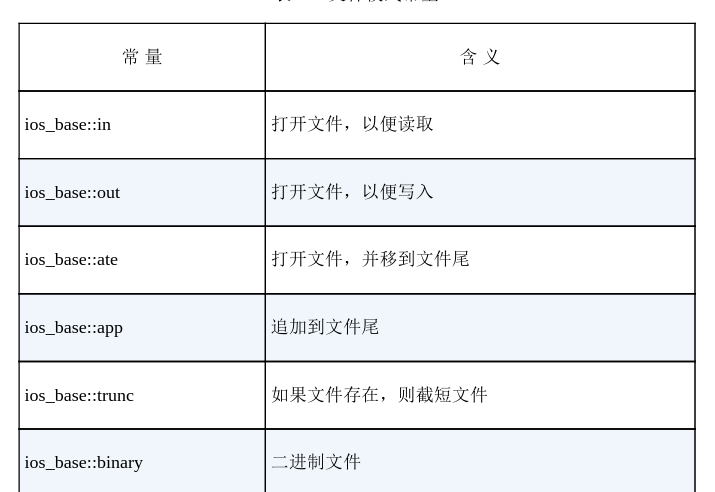 常 量 含 义
ios_base::in 打开文件，以便读取
ios_base::out 打开文件，以便写入
ios_base::ate 打开文件，并移到文件尾
ios_base::app 追加到文件尾
ios_base::trunc 如果文件存在，则截短文件
ios_base::binary 二进制文件